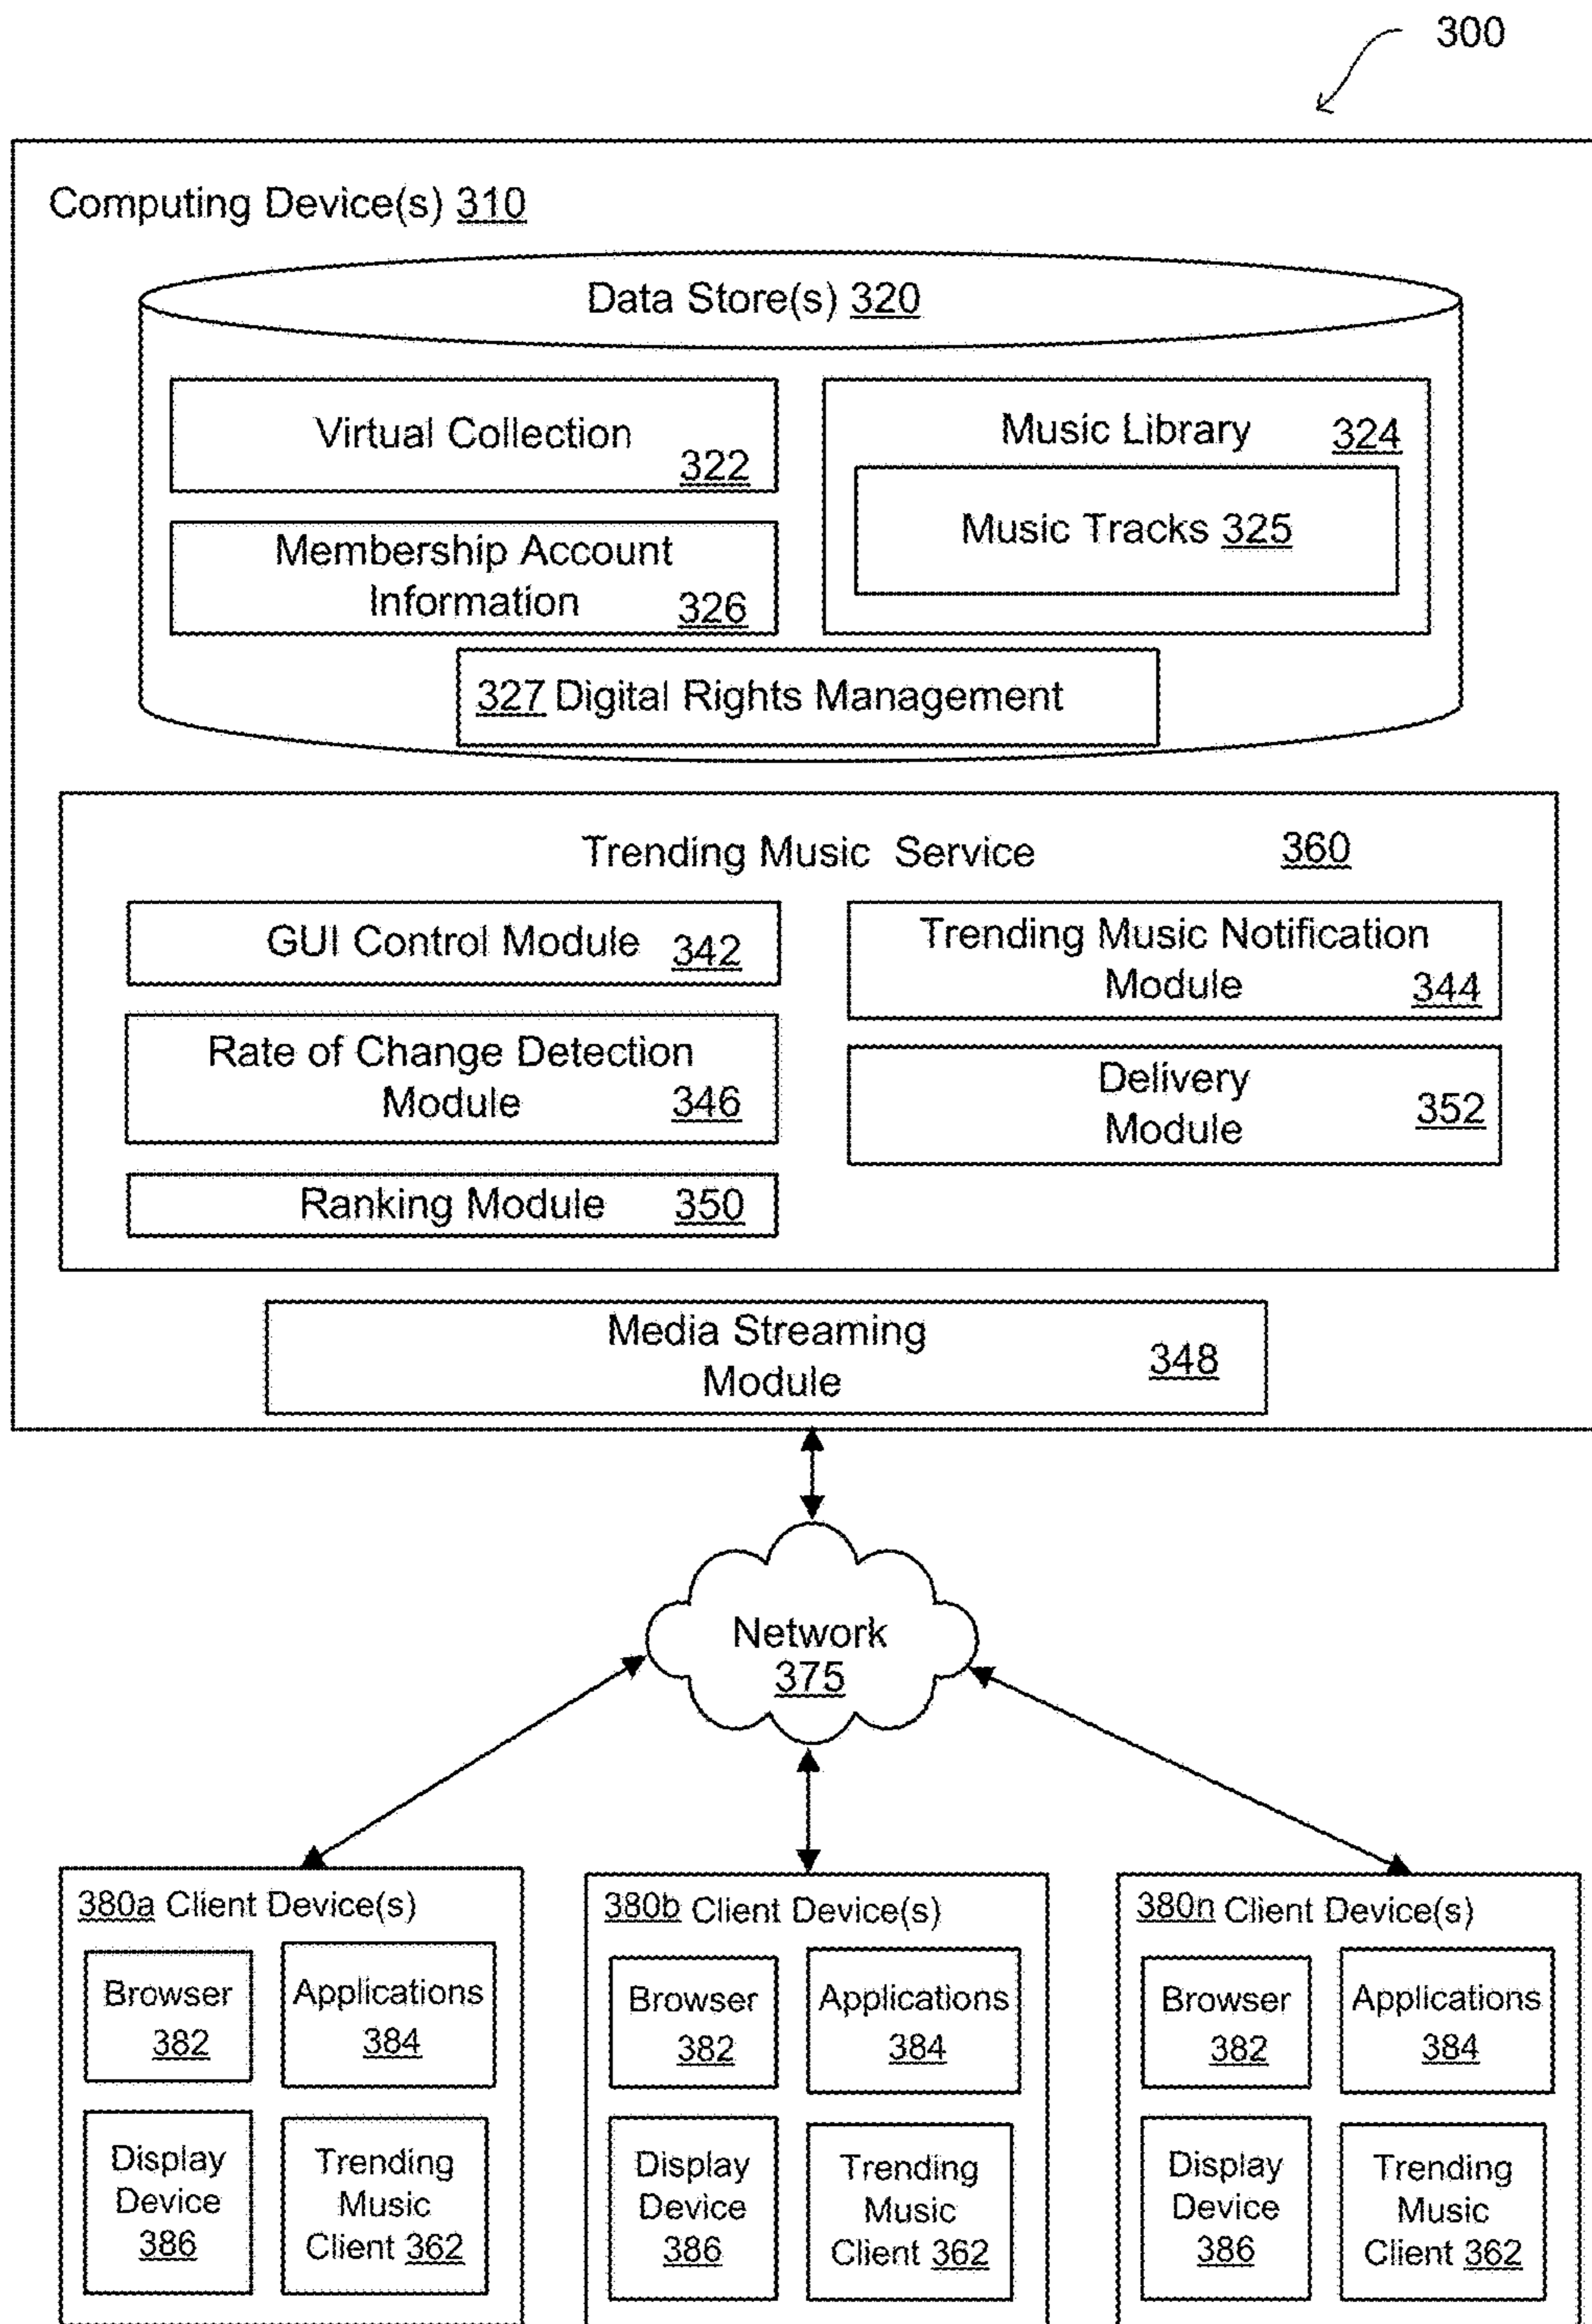 300
Computing Device(s) 310
Data Store(s) 320
Virtual Collection
322
Music Library 324
Music Tracks 325
Membership Account
Information 326
327 Digital Rights Management
Trending Music Service 360
GUI Control Module 342
Trending Music Notification
Module 344
Rate of Change Detection
Module 346
Delivery
Module 352
Ranking Module 350
Media Streaming
Module 348
Network
375
380a Client Device(s)
Browser
382
Applications
384
Display
Device
386
Trending
Music
Client 362
380b Client Device(s)
Browser
382
Applications
384
Display
Device
386
Trending
Music
Client 362
380n Client Device(s)
Browser
382
Applications
384
Display
Device
386
Trending
Music
Client 362